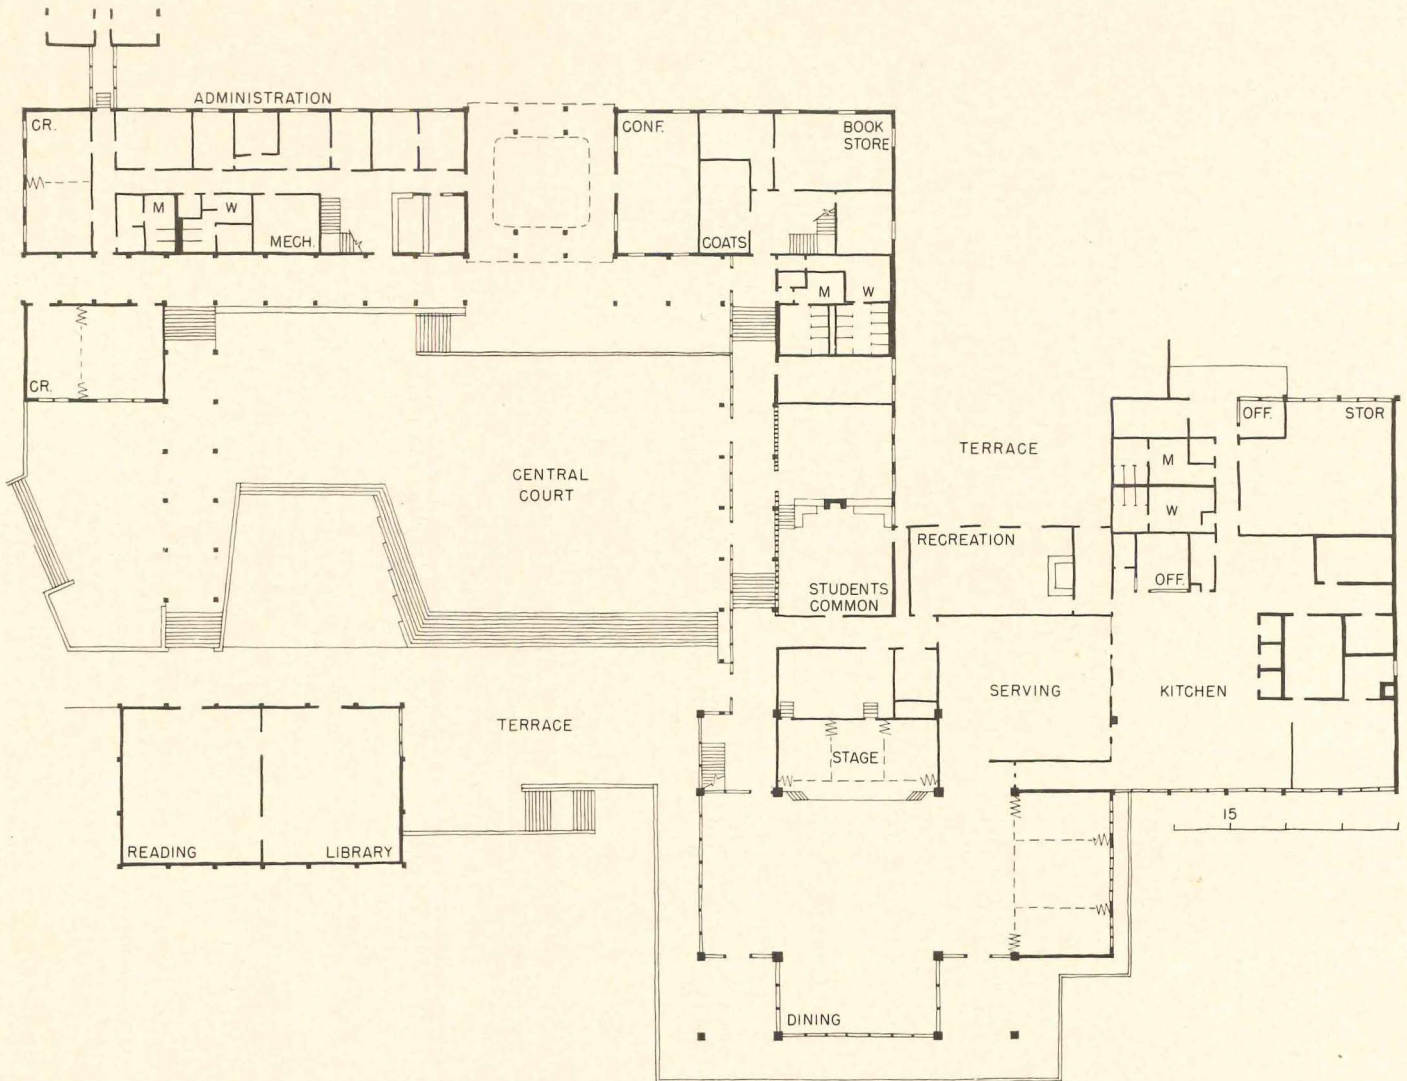 ADMINISTRATION
CR.
CONF.
BOOK
STORE
M
W
MECH.
COATS
M
W
CR.
OFF.
STOR
TERRACE
M
CENTRAL
COURT
W
RECREATION
OFF.
STUDENTS
COMMON
SERVING
KITCHEN
TERRACE
STAGE
15
READING
LIBRARY
DINING